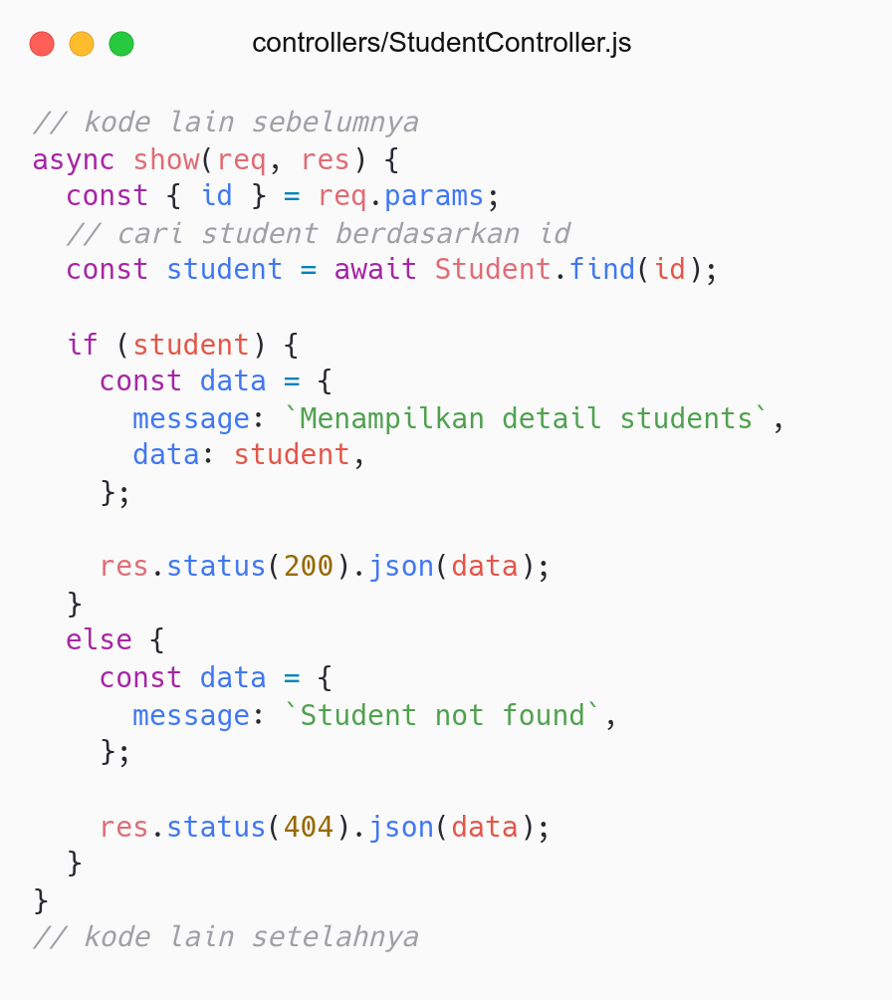 controllers/StudentController.js
// kode lain sebelumnya
async show(req, res) {
  const { id } = req.params;
  // cari student berdasarkan id
  const student = await Student.find(id);

  if (student) {
    const data = {
      message: `Menampilkan detail students`,
      data: student,
    };

    res.status(200).json(data);
  }
  else {
    const data = {
      message: `Student not found`,
    };

    res.status(404).json(data);
  }
}
// kode lain setelahnya